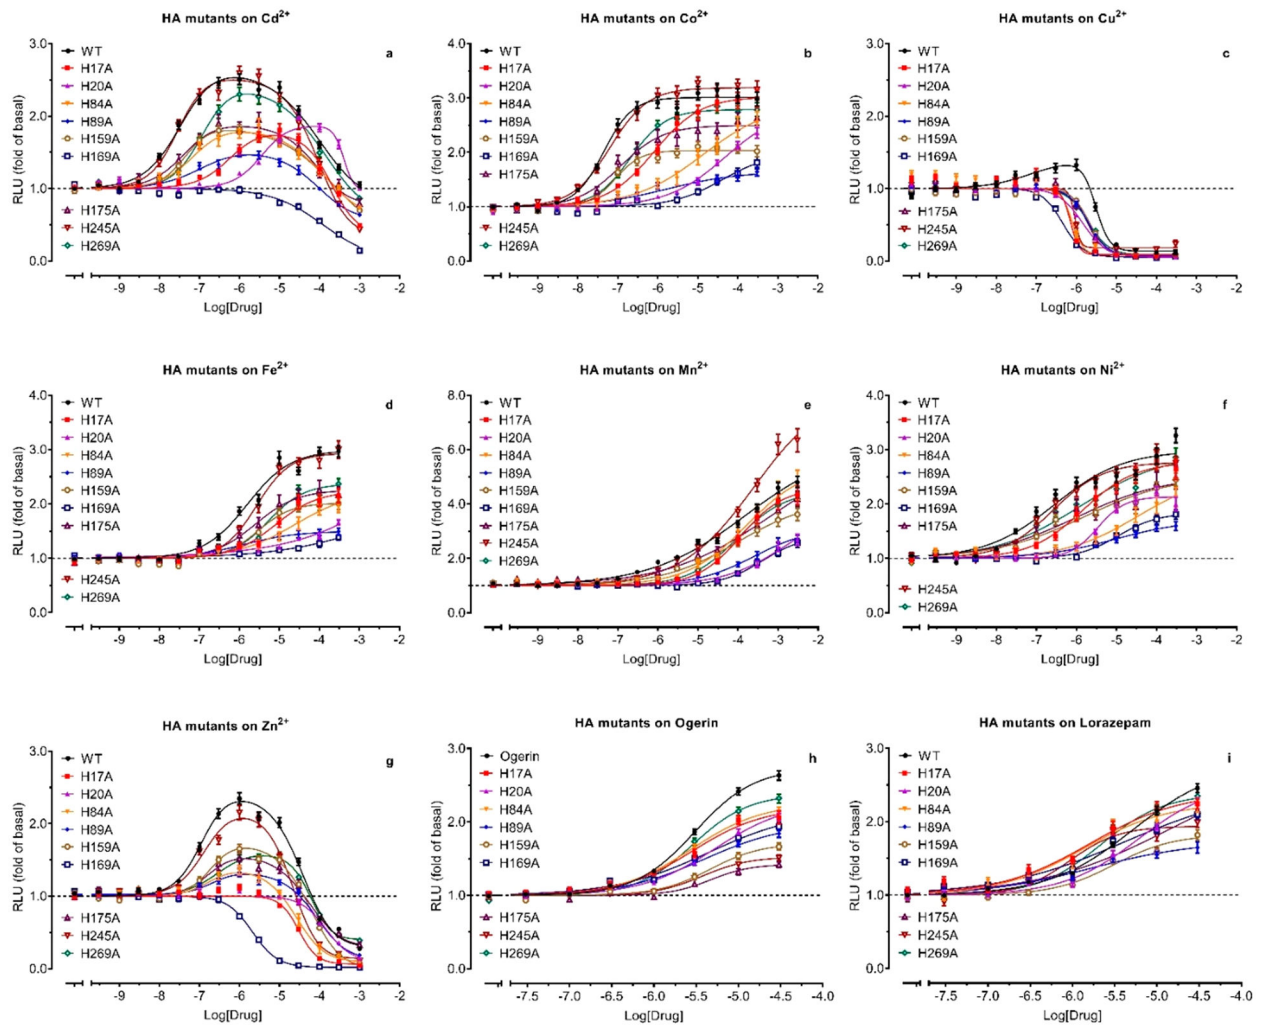 HA mutants on Cd2+
a
3.0
2.0
1.0
0.0
RLU (fold of basal)
WT
H17A
H20A
H84A
H89A
H159A
H169A
H175A
H245A
H269A
-9 -8 -7 -6 -5 -4 -3 -2
Log[Drug]
HA mutants on Co2+
b
4.0
3.0
2.0
1.0
0.0
RLU (fold of basal)
WT
H17A
H20A
H84A
H89A
H159A
H169A
H175A
H245A
H269A
-9 -8 -7 -6 -5 -4 -3 -2
Log[Drug]
HA mutants on Cu2+
c
3.0
2.0
1.0
0.0
RLU (fold of basal)
WT
H17A
H20A
H84A
H89A
H159A
H169A
H175A
H245A
H269A
-9 -8 -7 -6 -5 -4 -3 -2
Log[Drug]
HA mutants on Fe2+
d
4.0
3.0
2.0
1.0
0.0
RLU (fold of basal)
WT
H17A
H20A
H84A
H89A
H159A
H169A
H175A
H245A
H269A
-9 -8 -7 -6 -5 -4 -3 -2
Log[Drug]
HA mutants on Mn2+
e
8.0
6.0
4.0
2.0
0.0
RLU (fold of basal)
WT
H17A
H20A
H84A
H89A
H159A
H169A
H175A
H245A
H269A
-9 -8 -7 -6 -5 -4 -3 -2
Log[Drug]
HA mutants on Ni2+
f
4.0
3.0
2.0
1.0
0.0
RLU (fold of basal)
WT
H17A
H20A
H84A
H89A
H159A
H169A
H175A
H245A
H269A
-9 -8 -7 -6 -5 -4 -3 -2
Log[Drug]
HA mutants on Zn2+
g
3.0
2.0
1.0
0.0
RLU (fold of basal)
WT
H17A
H20A
H84A
H89A
H159A
H169A
H175A
H245A
H269A
-9 -8 -7 -6 -5 -4 -3 -2
Log[Drug]
HA mutants on Ogerin
h
3.0
2.0
1.0
0.0
RLU (fold of basal)
Ogerin
H17A
H20A
H84A
H89A
H159A
H169A
H175A
H245A
H269A
-7.5 -7.0 -6.5 -6.0 -5.5 -5.0 -4.5 -4.0
Log[Drug]
HA mutants on Lorazepam
i
3.0
2.0
1.0
0.0
RLU (fold of basal)
WT
H17A
H20A
H84A
H89A
H159A
H169A
H175A
H245A
H269A
-7.5 -7.0 -6.5 -6.0 -5.5 -5.0 -4.5 -4.0
Log[Drug]